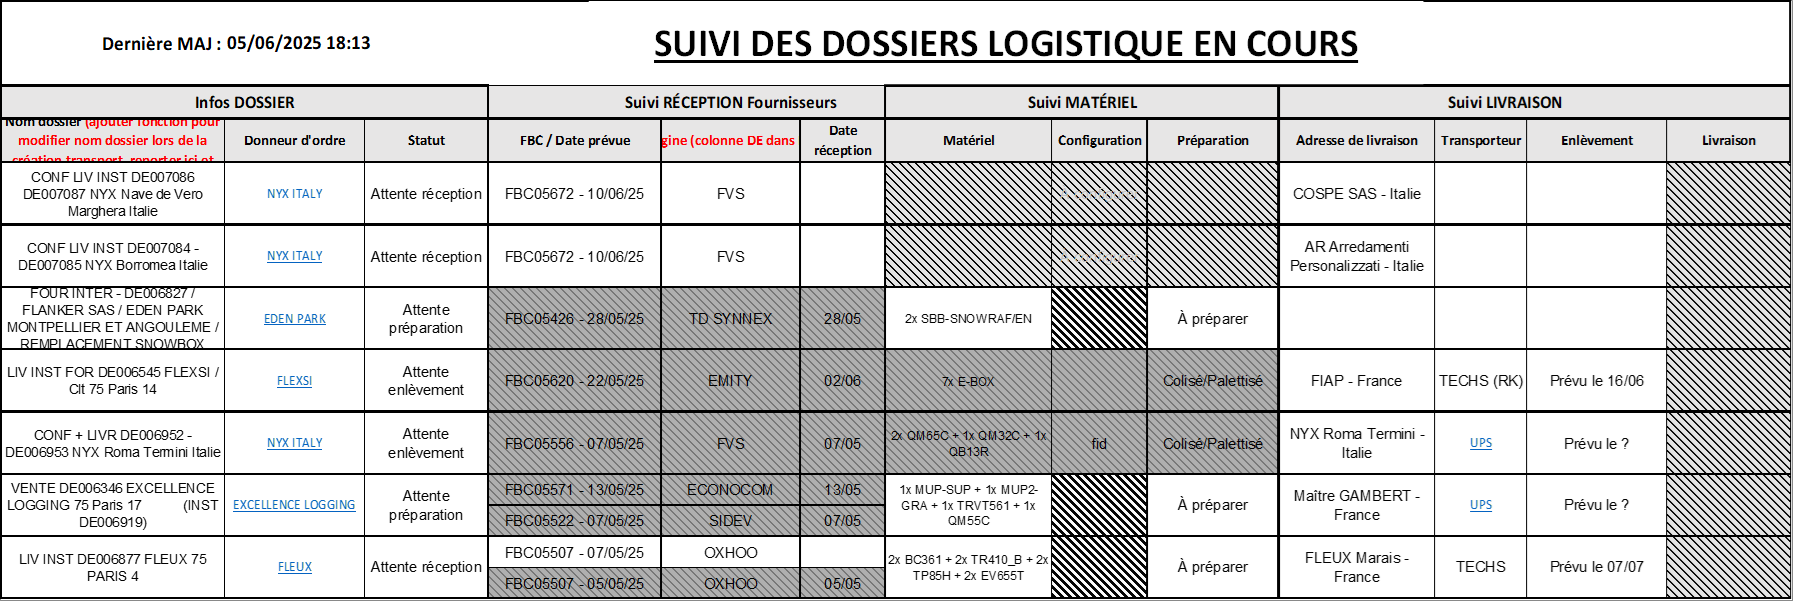 Dernière MAJ : 05/06/2025 18:13
SUIVI DES DOSSIERS LOGISTIQUE EN COURS
Infos DOSSIER
Suivi RÉCEPTION Fournisseurs
Suivi MATÉRIEL
Suivi LIVRAISON
Nom dossier (ajouter fonction pour
modifier nom dossier lors de la
création transport, reporter ici et
Donneur d'ordre
Statut
FBC / Date prévue
gine (colonne DE dans
Date
réception
Matériel
Configuration
Préparation
Adresse de livraison
Transporteur
Enlèvement
Livraison
CONF LIV INST DE007086
DE007087 NYX Nave de Vero
Marghera Italie
NYX ITALY
Attente réception
FBC05672 - 10/06/25
FVS
COSPE SAS - Italie
CONF LIV INST DE007084 -
DE007085 NYX Borromea Italie
NYX ITALY
Attente réception
FBC05672 - 10/06/25
FVS
AR Arredamenti
Personalizzati - Italie
FOUR INTER - DE006827 /
FLANKER SAS / EDEN PARK
MONTPELLIER ET ANGOULEME /
REMPLACEMENT SNOWBOX
EDEN PARK
Attente
préparation
FBC05426 - 28/05/25
TD SYNNEX
28/05
2x SBB-SNOWRAF/EN
À préparer
LIV INST FOR DE006545 FLEXSI /
Clt 75 Paris 14
FLEXSI
Attente
enlèvement
FBC05620 - 22/05/25
EMITY
02/06
7x E-BOX
Colisé/Palettisé
FIAP - France
TECHS (RK)
Prévu le 16/06
CONF + LIVR DE006952 -
DE006953 NYX Roma Termini Italie
NYX ITALY
Attente
enlèvement
FBC05556 - 07/05/25
FVS
07/05
2x QM65C + 1x QM32C + 1x
QB13R
fid
Colisé/Palettisé
NYX Roma Termini -
Italie
UPS
Prévu le ?
VENTE DE006346 EXCELLENCE
LOGGING 75 Paris 17 (INST
DE006919)
EXCELLENCE LOGGING
Attente
préparation
FBC05571 - 13/05/25
ECONOCOM
13/05
FBC05522 - 07/05/25
SIDEV
07/05
1x MUP-SUP + 1x MUP2-
GRA + 1x TRVT561 + 1x
QM55C
À préparer
Maître GAMBERT -
France
UPS
Prévu le ?
LIV INST DE006877 FLEUX 75
PARIS 4
FLEUX
Attente réception
FBC05507 - 07/05/25
OXHOO
FBC05507 - 05/05/25
OXHOO
05/05
2x BC361 + 2x TR410_B + 2x
TP85H + 2x EV655T
À préparer
FLEUX Marais -
France
TECHS
Prévu le 07/07